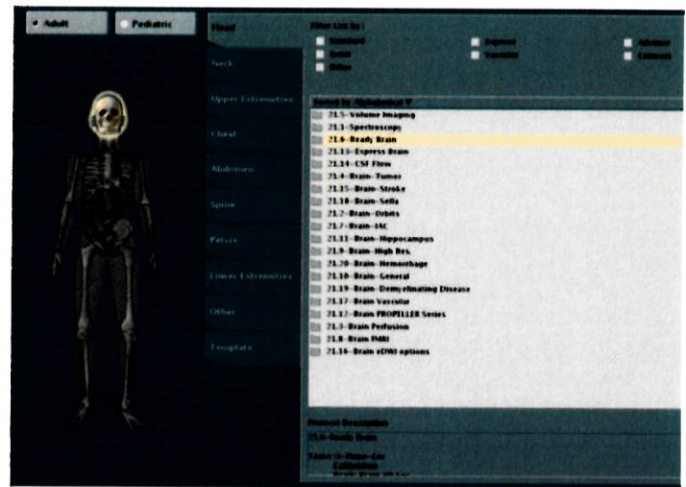 Adult
Pediatric
Head
Neck
Upper Extremities
Chest
Abdomen
Spine
Pelvis
Lower Extremities
Other
Template
Filter List by:
Standard
Express
Other
Vascular
Sorted by Alphabetical
21.5-Volume Imaging
21.1-Spectroscopy
21.6-Ready Brain
21.13-Express Brain
21.14-CSF Flow
21.4-Brain-Tumor
21.15-Brain-Stroke
21.18-Brain-Sella
21.2-Brain-Orbits
21.7-Brain-IAC
21.11-Brain-Hippocampus
21.9-Brain-High Res.
21.20-Brain-Hemorrhage
21.10-Brain-General
21.19-Brain-Demyelinating Disease
21.17-Brain Vascular
21.12-Brain PROPILLER Series
21.3-Brain Perfusion
21.8-Brain fMRI
21.16-Brain eDWI options
Protocol Description
21.6-Ready Brain
Calibration